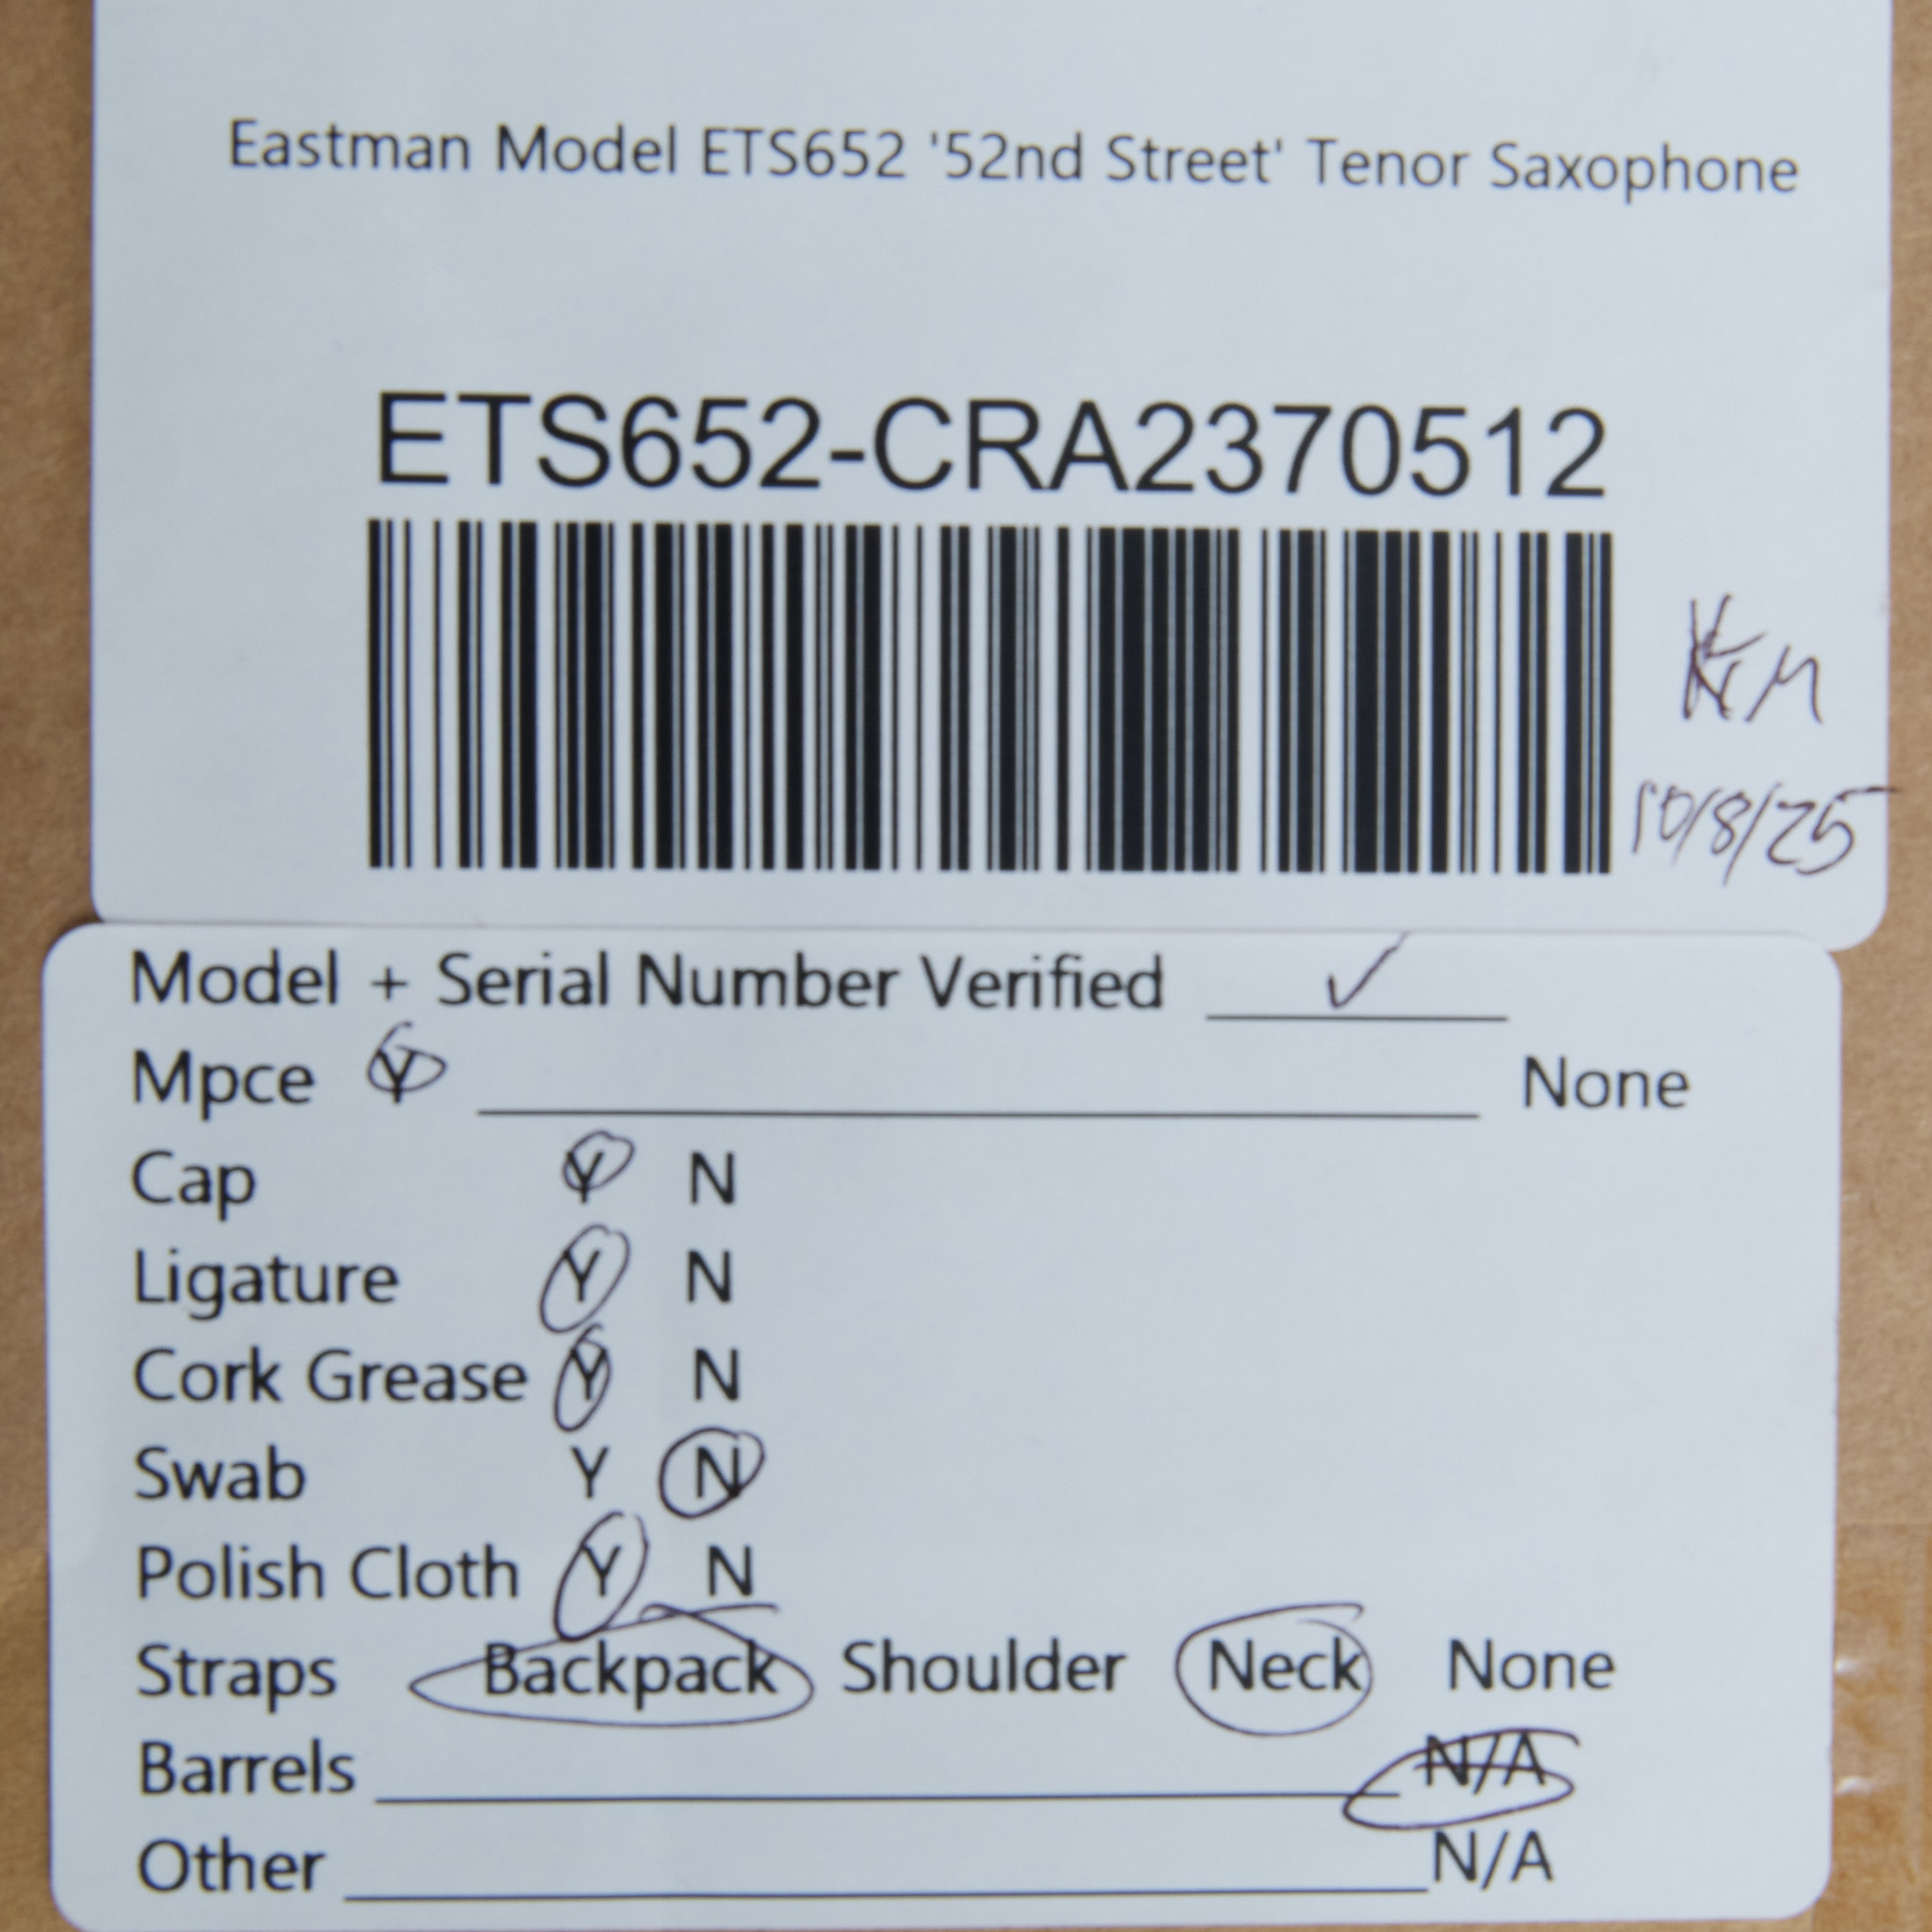 Eastman Model ETS652 '52nd Street' Tenor Saxophone
ETS652-CRA2370512
KM
10/8/25
Model + Serial Number Verified ✓
Mpce Y None
Cap Y N
Ligature Y N
Cork Grease Y N
Swab Y N
Polish Cloth Y N
Straps Backpack Shoulder Neck None
Barrels N/A
Other N/A